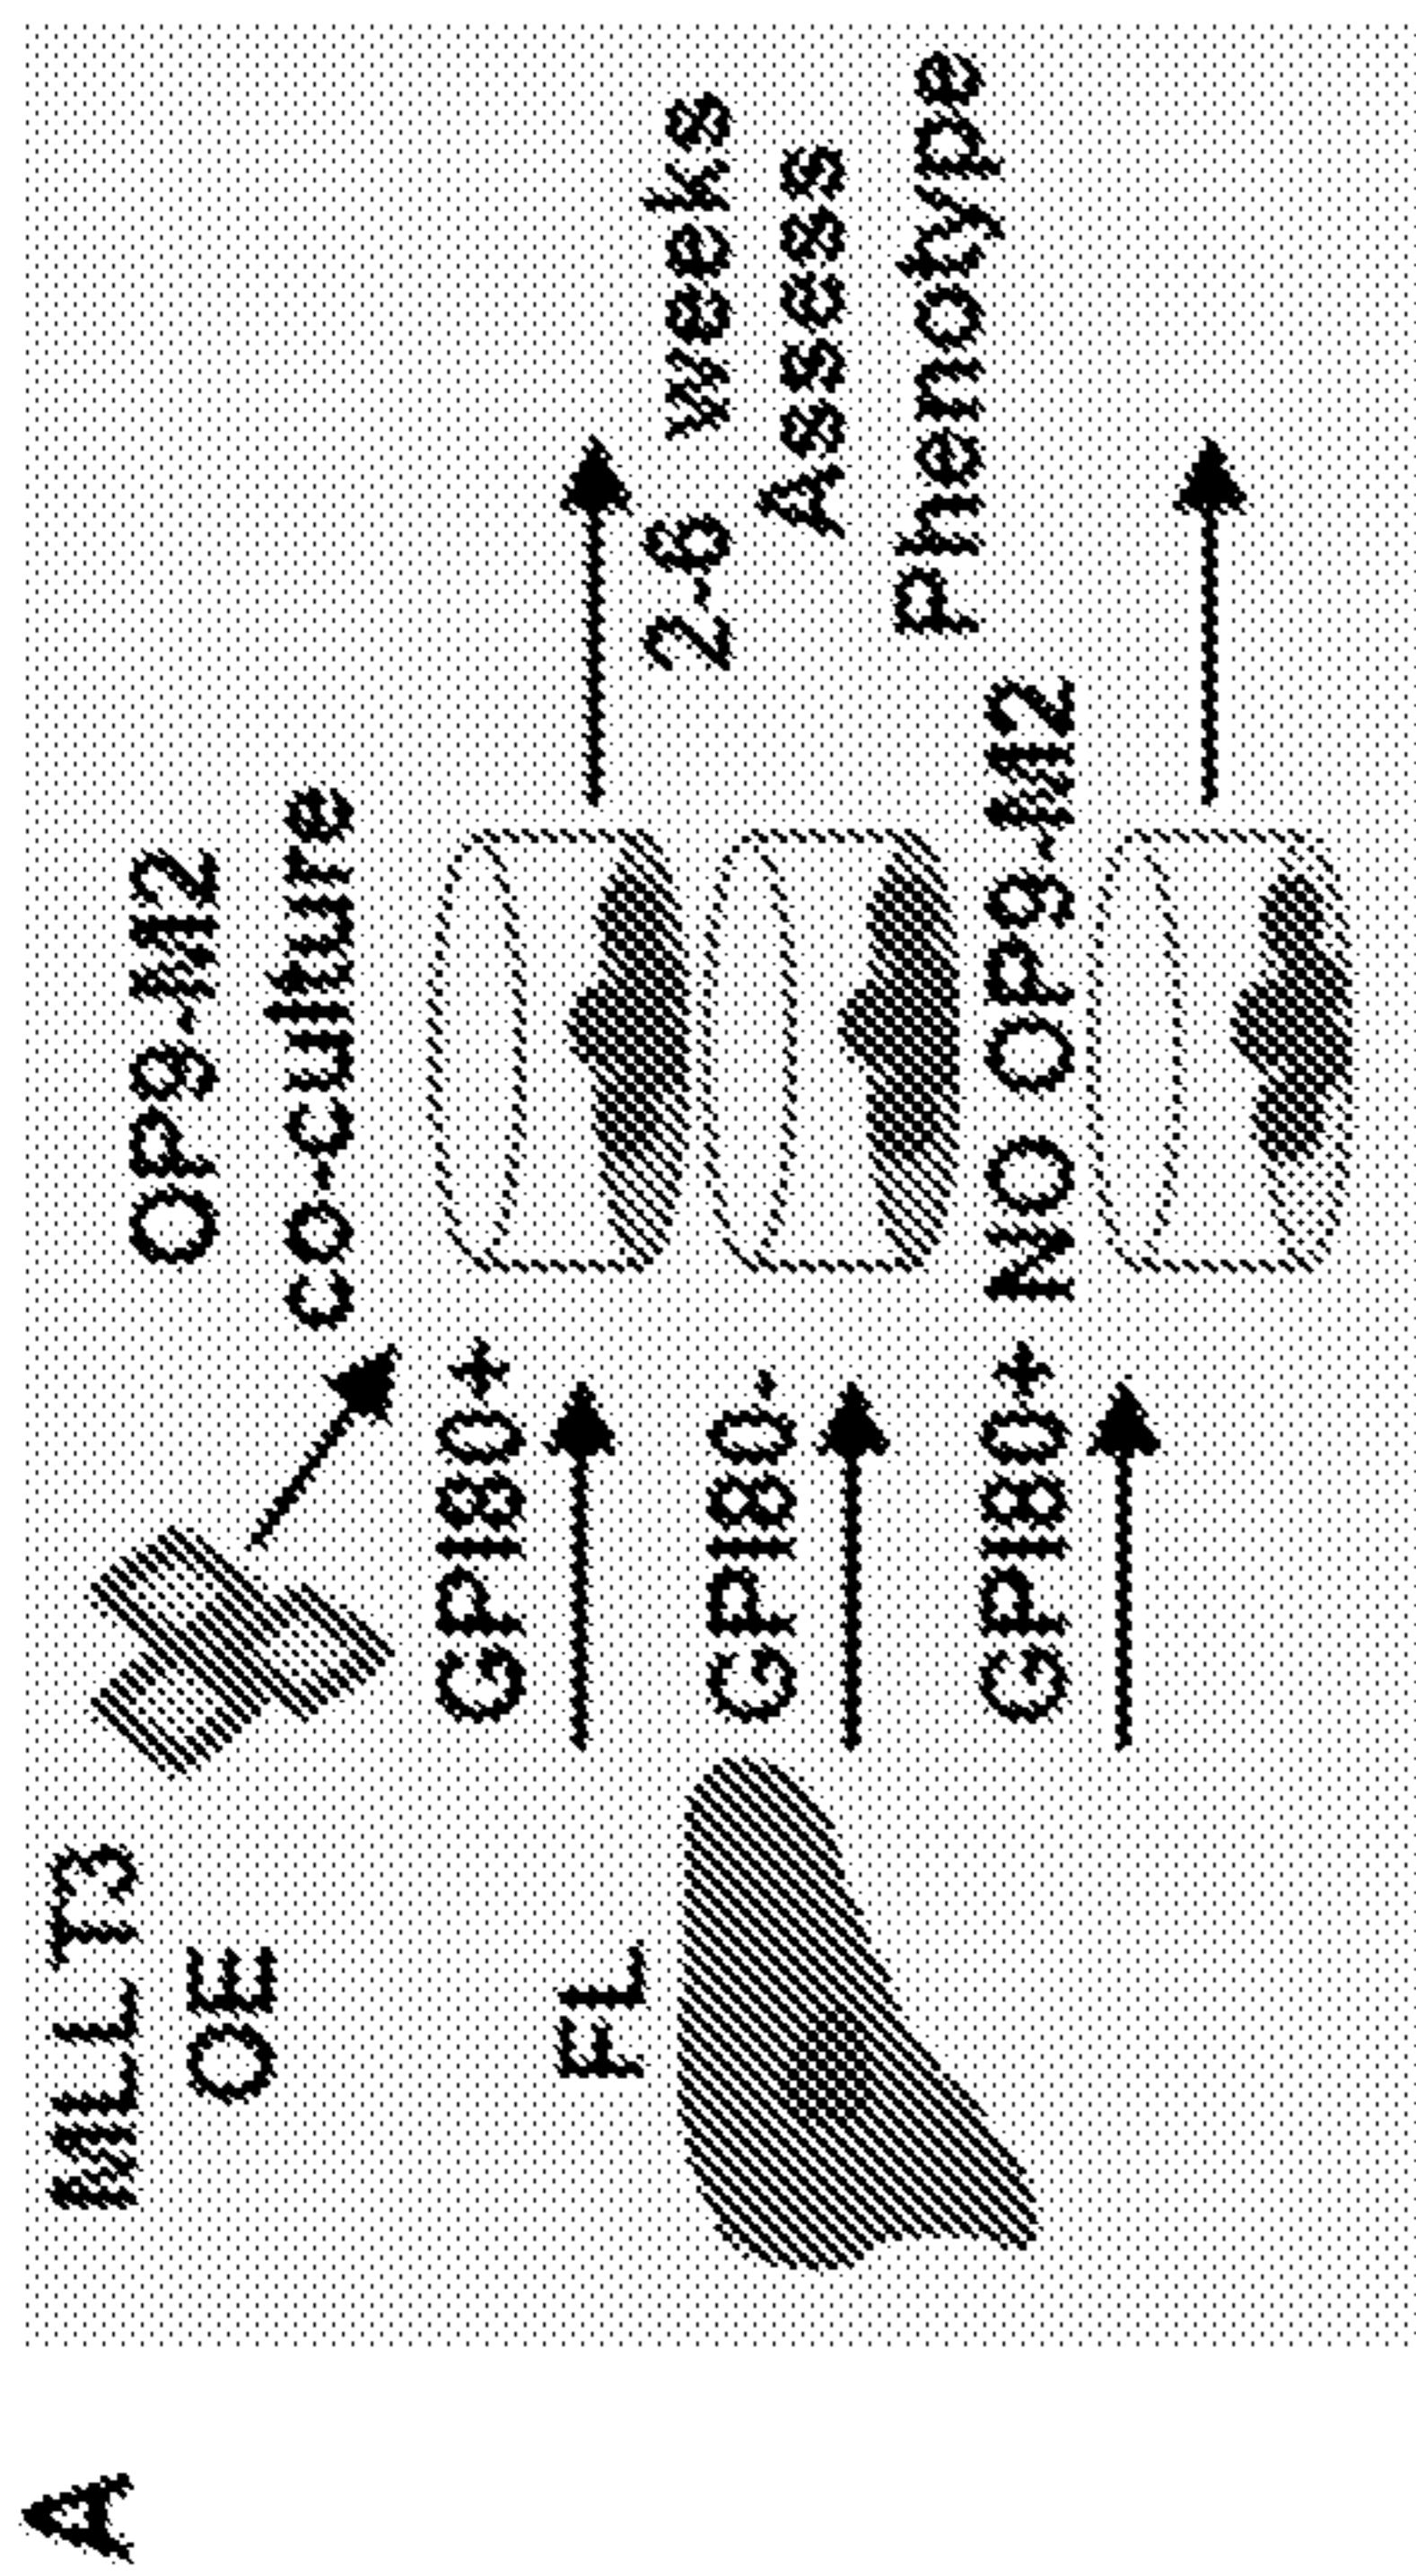 A
MLLT3
OE
OP9-M2
co-culture
FL
GPI80+
GPI80-
GPI80+
2-6 weeks
Assess
Phenotype
NO OP9-M2